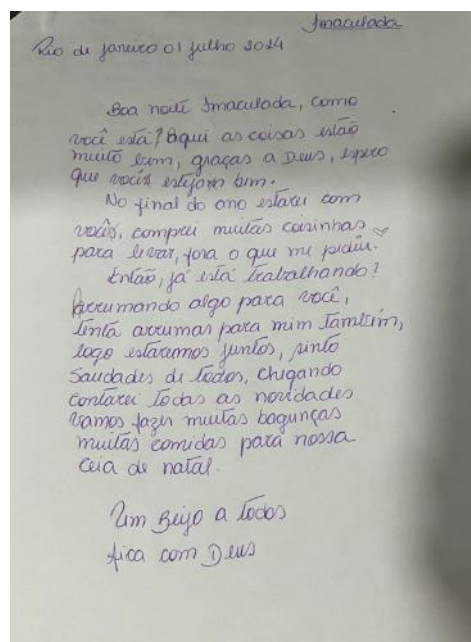 Imaculada
Rio de janeiro 01 julho 2024
Boa noite Imaculada, como
você está? Aqui as coisas estão
muito bem, graças a Deus, espero
que vocês estejam bem.
No final do ano estarei com
vocês, comprei muitas coisinhas
para levar, fora o que me pediu.
Então, já está trabalhando?
Arrumando algo para você,
tenta arrumar para mim também,
logo estaremos juntos, sinto
Saudades de todos, chegando
contarei todas as novidades
vamos fazer muitas bagunças
muitas comidas para nossa
ceia de natal.
Um Beijo a todos
fica com Deus